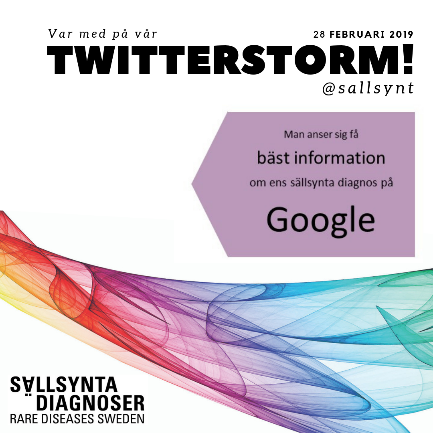 Var med på vår
28 FEBRUARI 2019
TWITTERSTORM!
@sallsynt
Man anser sig få
bäst information
om ens sällsynta diagnos på
Google
SÄLLSYNTA
DIAGNOSER
RARE DISEASES SWEDEN